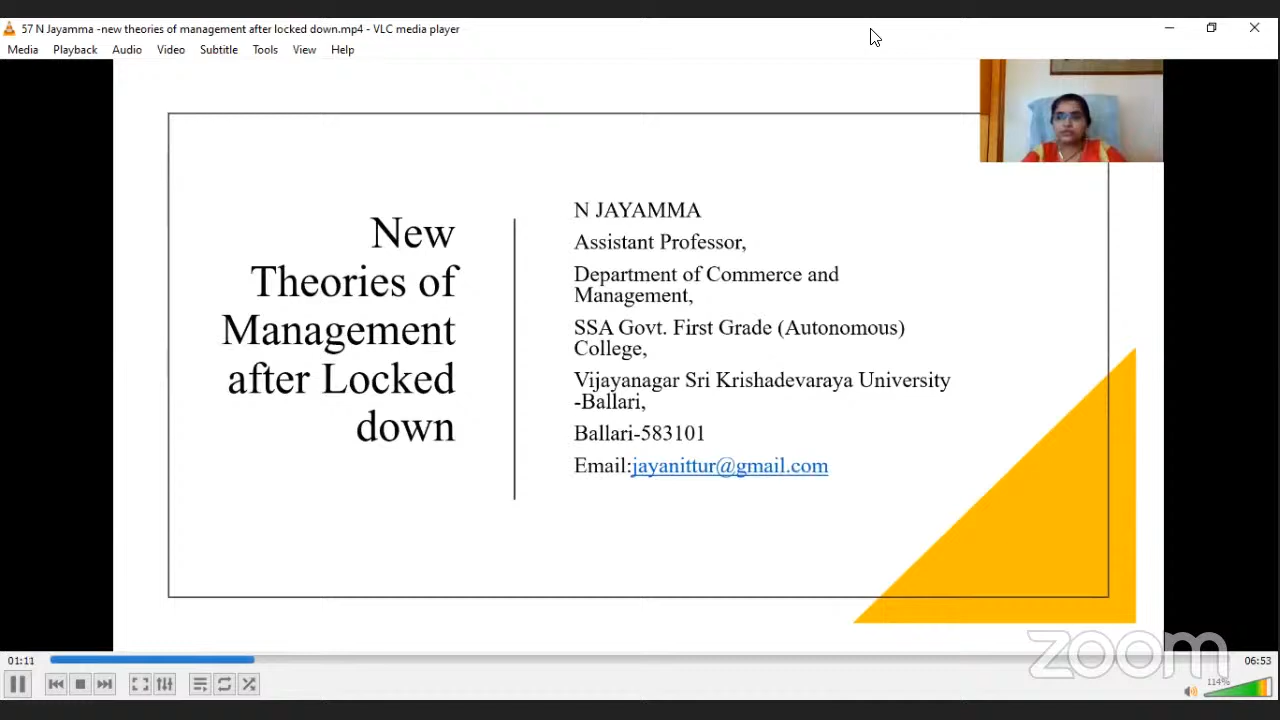 57 N Jayamma -new theories of management after locked down.mp4 - VLC media player
Media Playback Audio Video Subtitle Tools View Help
New
Theories of
Management
after Locked
down
N JAYAMMA
Assistant Professor,
Department of Commerce and
Management,
SSA Govt. First Grade (Autonomous)
College,
Vijayanagar Sri Krishadevaraya University
-Ballari,
Ballari-583101
Email:jayanittur@gmail.com
zoom
01:11
06:53
114%